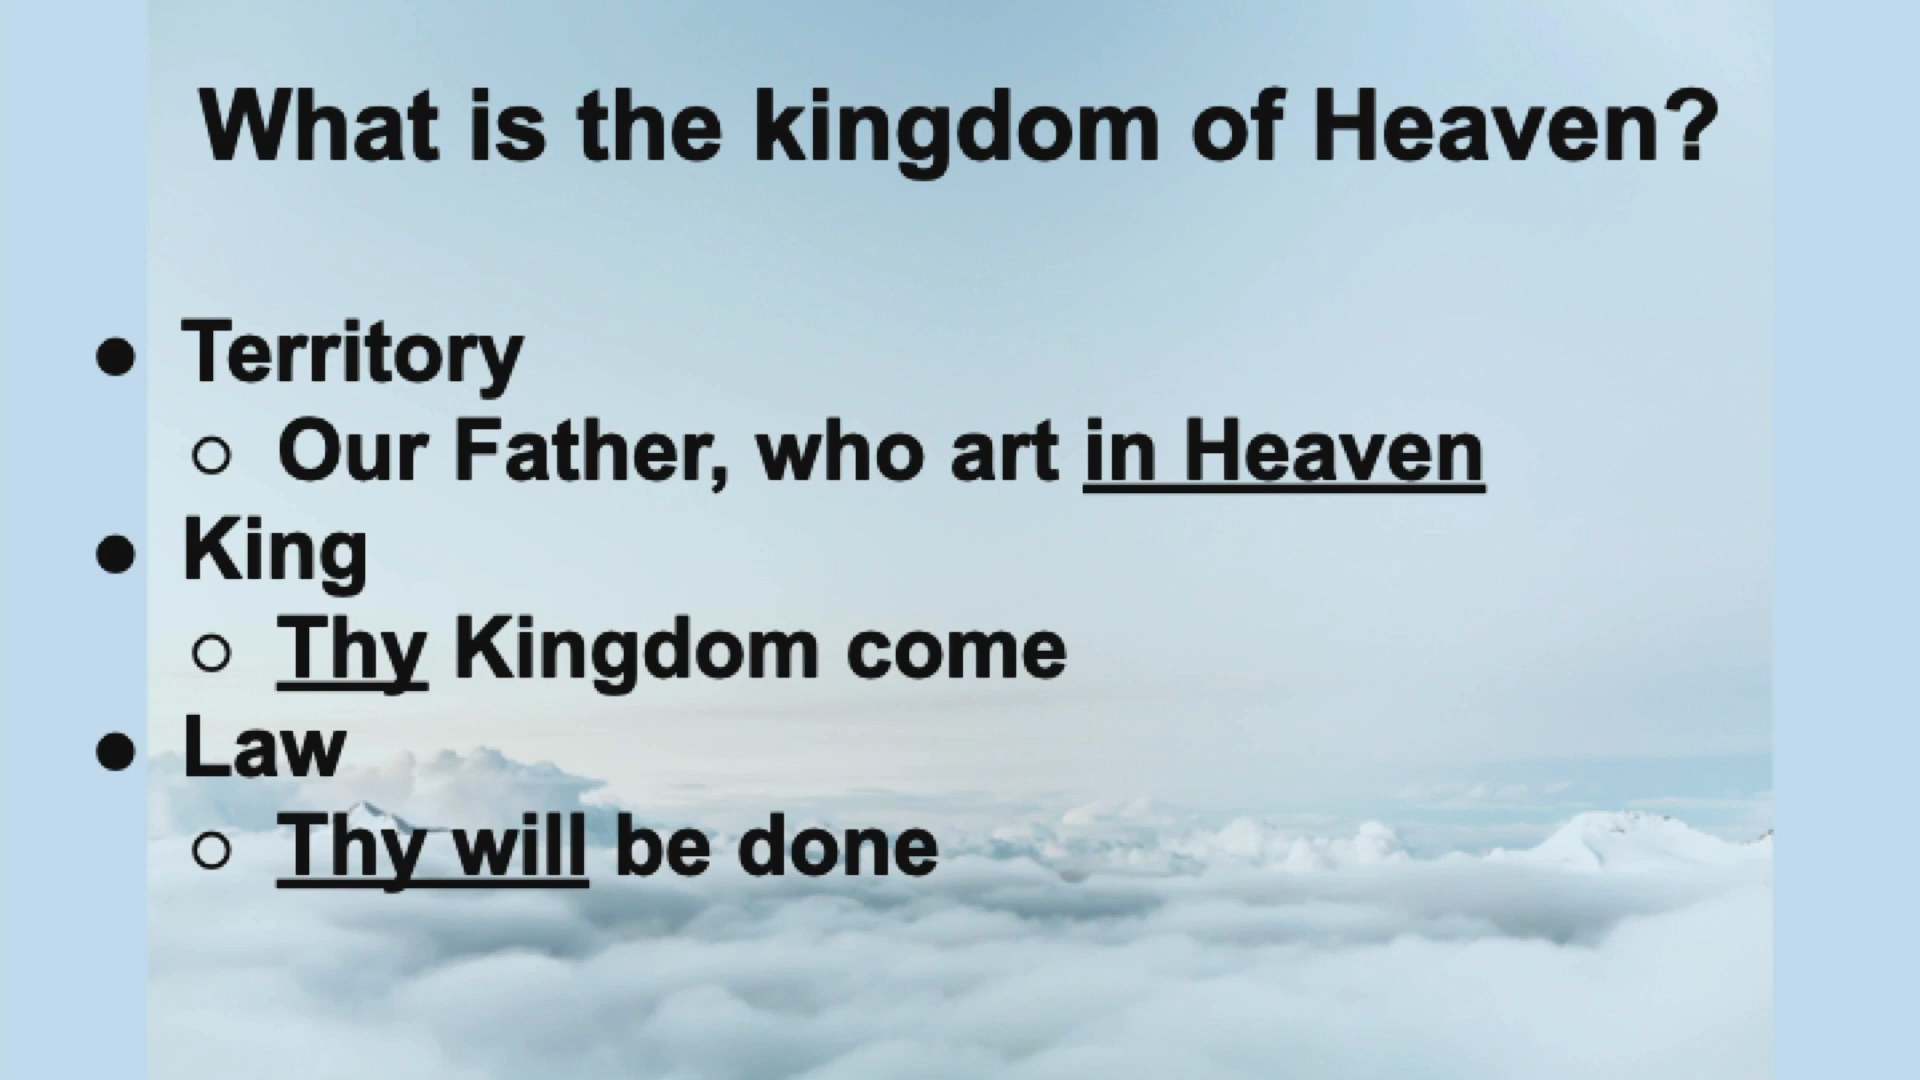 What is the kingdom of Heaven?
● Territory
○ Our Father, who art in Heaven
● King
○ Thy Kingdom come
● Law
○ Thy will be done